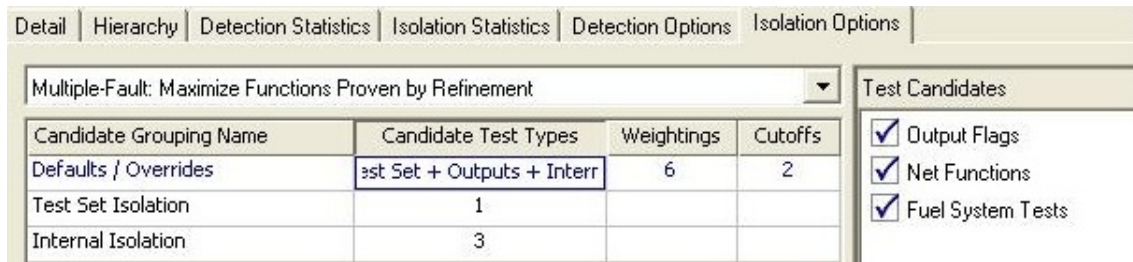 Detail Hierarchy Detection Statistics Isolation Statistics Detection Options Isolation Options
Multiple-Fault: Maximize Functions Proven by Refinement
Candidate Grouping Name Candidate Test Types Weightings Cutoffs
Defaults / Overrides est Set + Outputs + Intern 6 2
Test Set Isolation 1
Internal Isolation 3
Test Candidates
Output Flags
Net Functions
Fuel System Tests